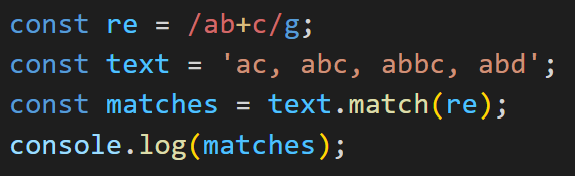 const re = /ab+c/g;
const text = 'ac, abc, abbc, abd';
const matches = text.match(re);
console.log(matches);